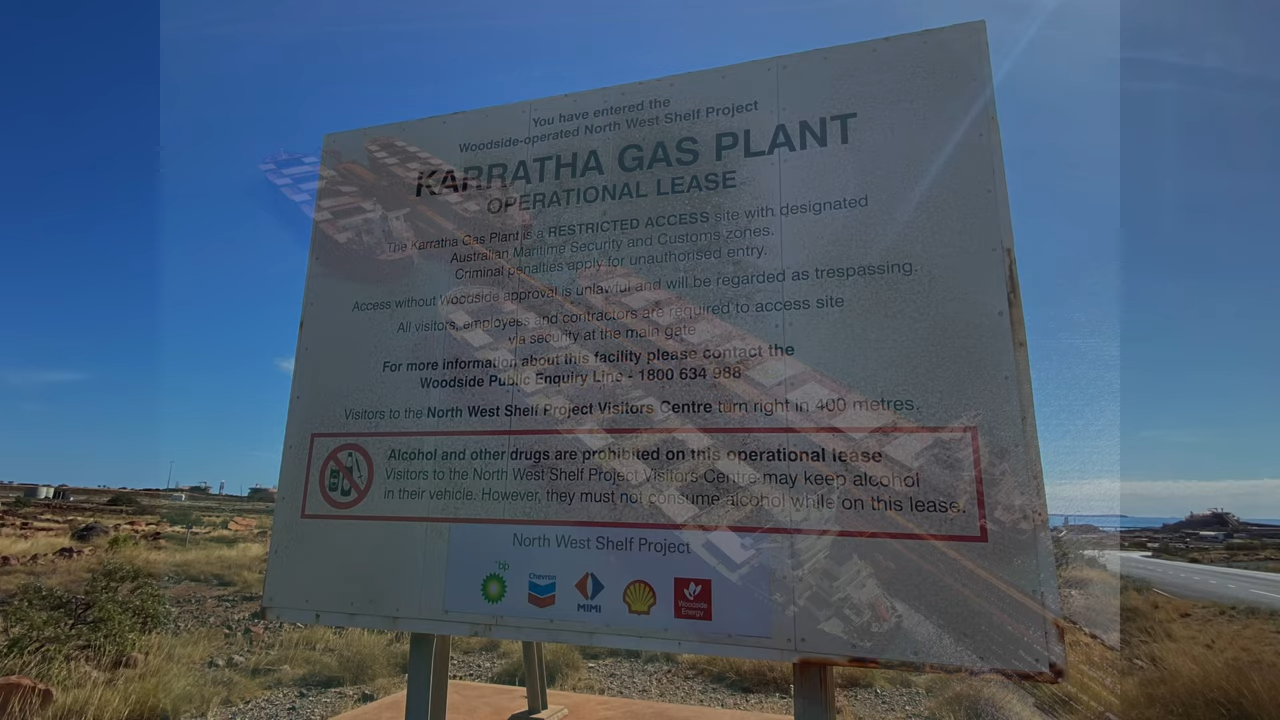 You have entered the
Woodside-operated North West Shelf Project
KARRATHA GAS PLANT
OPERATIONAL LEASE
The Karratha Gas Plant is a RESTRICTED ACCESS site with designated
Australian Maritime Security and Customs zones.
Criminal penalties apply for unauthorised entry.
Access without Woodside approval is unlawful and will be regarded as trespassing.
All visitors, employees and contractors are required to access site
via security at the main gate
For more information about this facility please contact the
Woodside Public Enquiry Line - 1800 634 988
Visitors to the North West Shelf Project Visitors Centre turn right in 400 metres.
Alcohol and other drugs are prohibited on this operational lease
Visitors to the North West Shelf Project Visitors Centre may keep alcohol
in their vehicle. However, they must not consume alcohol while on this lease.
North West Shelf Project
bp
Chevron
MIMI
Woodside
Energy